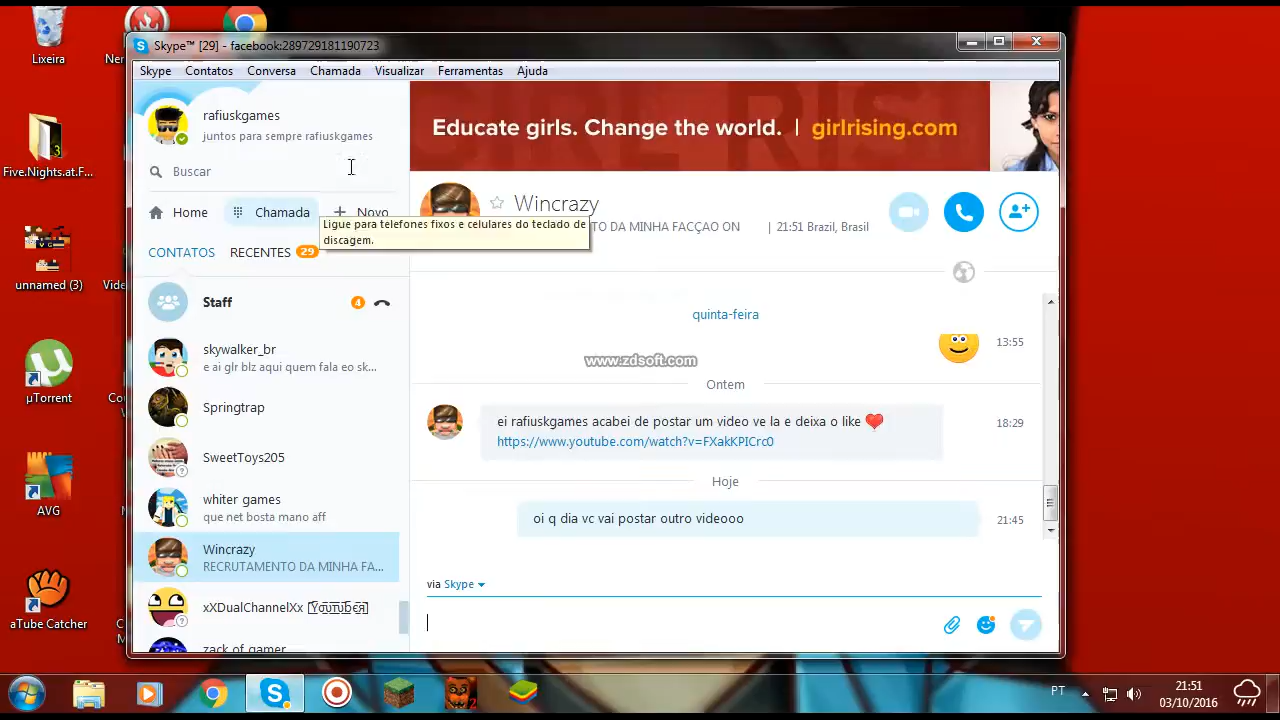 Lixeira
Ner
Five.Nights.at.F...
unnamed (3)
Vide
µTorrent
Cou
AVG
aTube Catcher
Skype™ [29] - facebook:289729181190723
Skype Contatos Conversa Chamada Visualizar Ferramentas Ajuda
rafiuskgames
juntos para sempre rafiuskgames
Buscar
Home Chamada Novo
Ligue para telefones fixos e celulares do teclado de
discagem.
CONTATOS RECENTES 29
Staff 4
skywalker_br
e ai glr blz aqui quem fala eo sk...
Springtrap
SweetToys205
whiter games
que net bosta mano aff
Wincrazy
RECRUTAMENTO DA MINHA FA...
xXDualChannelXx [Youtuber]
zack of gamer
Educate girls. Change the world. | girlrising.com
Wincrazy
TO DA MINHA FACÇAO ON | 21:51 Brazil, Brasil
quinta-feira
13:55
www.zdsoft.com
Ontem
ei rafiuskgames acabei de postar um video ve la e deixa o like 18:29
https://www.youtube.com/watch?v=FXakKPICrc0
Hoje
oi q dia vc vai postar outro videooo 21:45
via Skype
PT
21:51
03/10/2016